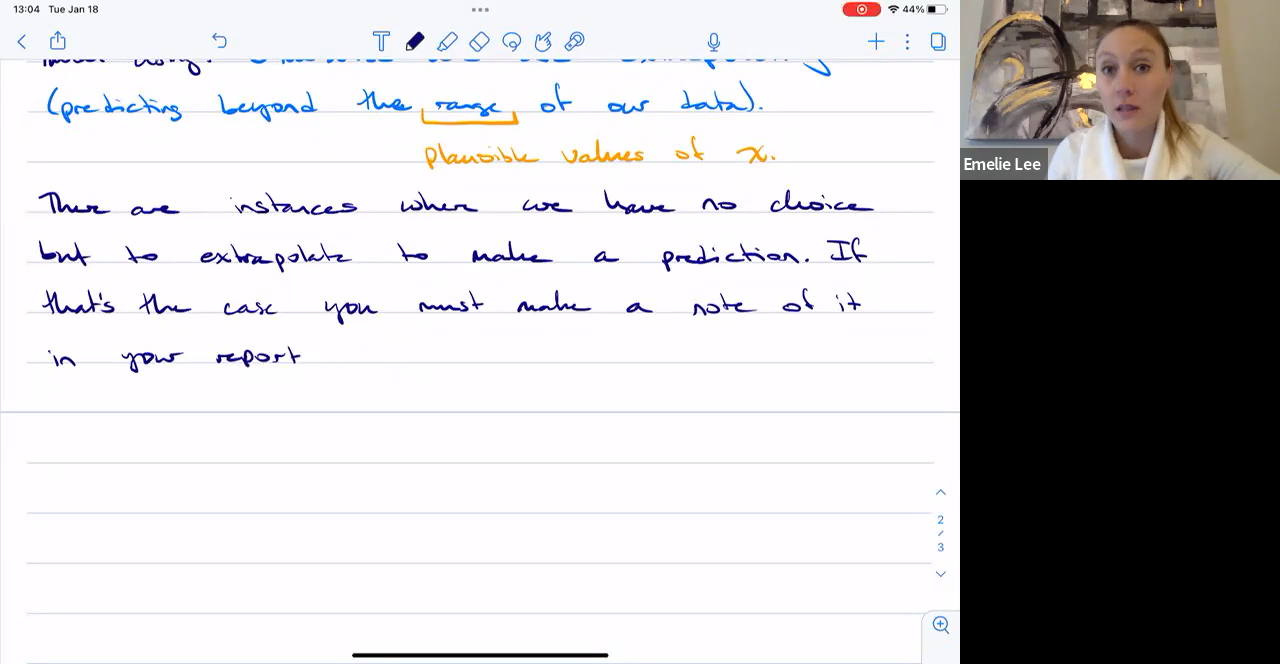 13:04 Tue Jan 18
44%
(predicting beyond the range of our data).
plausible values of x.
There are instances where we have no choice
but to extrapolate to make a prediction. If
that's the case you must make a note of it
in your report
2
/
3
Emelie Lee